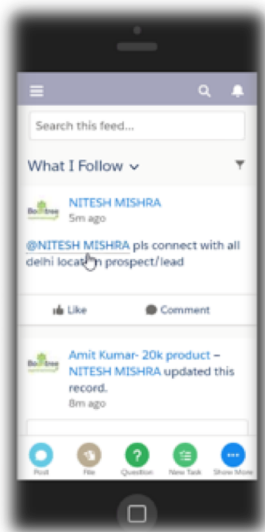 Search this feed...
What I Follow
NITESH MISHRA
5m ago
@NITESH MISHRA pls connect with all
delhi location prospect/lead
Like
Comment
Amit Kumar- 20k product –
NITESH MISHRA updated this
record.
8m ago
Post
File
Question
New Task
Show More